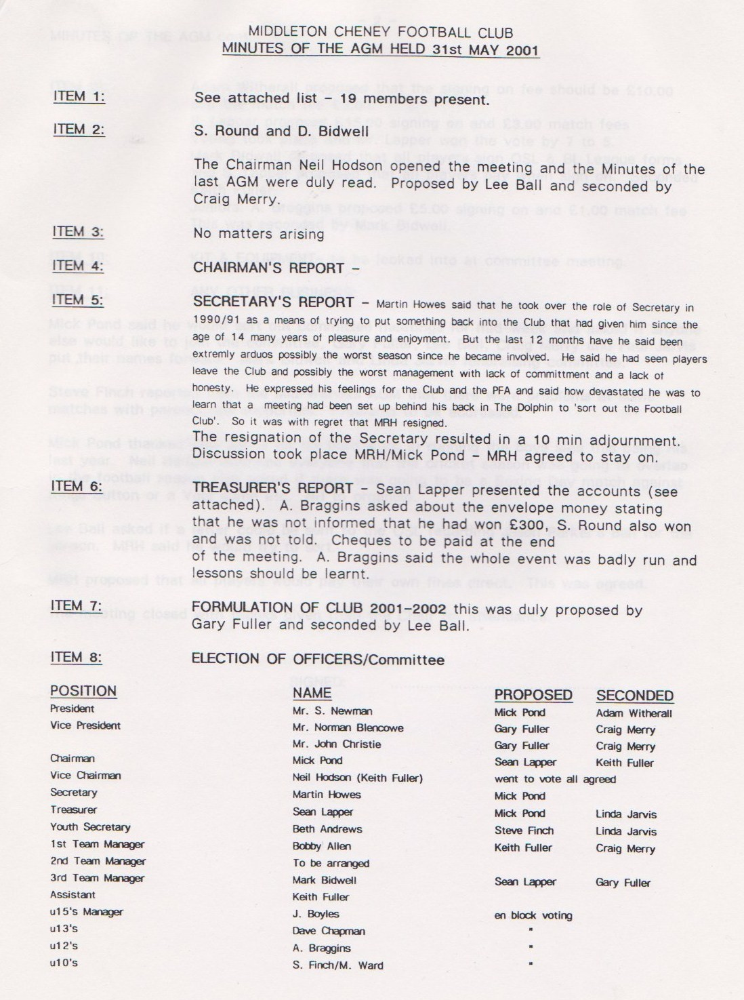 MIDDLETON CHENEY FOOTBALL CLUB
MINUTES OF THE AGM HELD 31st MAY 2001
ITEM 1: See attached list - 19 members present.
ITEM 2: S. Round and D. Bidwell
The Chairman Neil Hodson opened the meeting and the Minutes of the
last AGM were duly read. Proposed by Lee Ball and seconded by
Craig Merry.
ITEM 3: No matters arising
ITEM 4: CHAIRMAN'S REPORT -
ITEM 5: SECRETARY'S REPORT - Martin Howes said that he took over the role of Secretary in
1990/91 as a means of trying to put something back into the Club that had given him since the
age of 14 many years of pleasure and enjoyment. But the last 12 months have he said been
extremly arduos possibly the worst season since he became involved. He said he had seen players
leave the Club and possibly the worst management with lack of committment and a lack of
honesty. He expressed his feelings for the Club and the PFA and said how devastated he was to
learn that a meeting had been set up behind his back in The Dolphin to 'sort out the Football
Club'. So it was with regret that MRH resigned.
The resignation of the Secretary resulted in a 10 min adjournment.
Discussion took place MRH/Mick Pond - MRH agreed to stay on.
ITEM 6: TREASURER'S REPORT - Sean Lapper presented the accounts (see
attached). A. Braggins asked about the envelope money stating
that he was not informed that he had won £300, S. Round also won
and was not told. Cheques to be paid at the end
of the meeting. A. Braggins said the whole event was badly run and
lessons should be learnt.
ITEM 7: FORMULATION OF CLUB 2001-2002 this was duly proposed by
Gary Fuller and seconded by Lee Ball.
ITEM 8: ELECTION OF OFFICERS/Committee
POSITION NAME PROPOSED SECONDED
President Mr. S. Newman Mick Pond Adam Witherall
Vice President Mr. Norman Blencowe Gary Fuller Craig Merry
Mr. John Christie Gary Fuller Craig Merry
Chairman Mick Pond Sean Lapper Keith Fuller
Vice Chairman Neil Hodson (Keith Fuller) went to vote all agreed
Secretary Martin Howes Mick Pond
Treasurer Sean Lapper Mick Pond Linda Jarvis
Youth Secretary Beth Andrews Steve Finch Linda Jarvis
1st Team Manager Bobby Allen Keith Fuller Craig Merry
2nd Team Manager To be arranged
3rd Team Manager Mark Bidwell Sean Lapper Gary Fuller
Assistant Keith Fuller
u15's Manager J. Boyles en block voting
u13's Dave Chapman "
u12's A. Braggins "
u10's S. Finch/M. Ward "